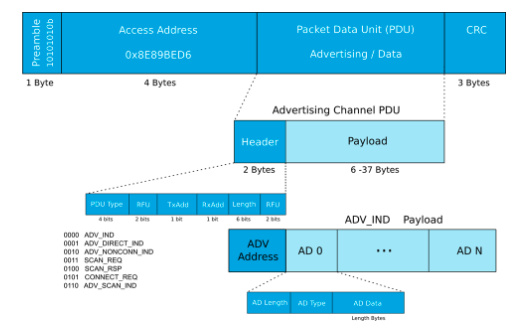 Preamble
10101010b
Access Address
0x8E89BED6
Packet Data Unit (PDU)
Advertising / Data
CRC
1 Byte
4 Bytes
3 Bytes
Advertising Channel PDU
Header
Payload
2 Bytes
6 -37 Bytes
PDU Type RFU TxAdd RxAdd Length RFU
4 bits 2 bits 1 bit 1 bit 6 bits 2 bits
ADV_IND Payload
0000 ADV_IND
0001 ADV_DIRECT_IND
0010 ADV_NONCONN_IND
0011 SCAN_REQ
0100 SCAN_RSP
0101 CONNECT_REQ
0110 ADV_SCAN_IND
ADV
Address
AD 0
• • •
AD N
AD Length AD Type AD Data
Length Bytes